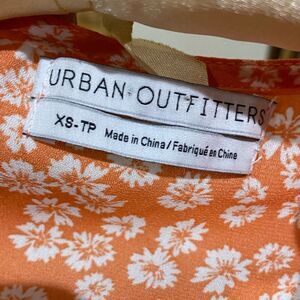 URBAN OUTFITTERS
XS-TP Made in China / Fabriqué en Chine